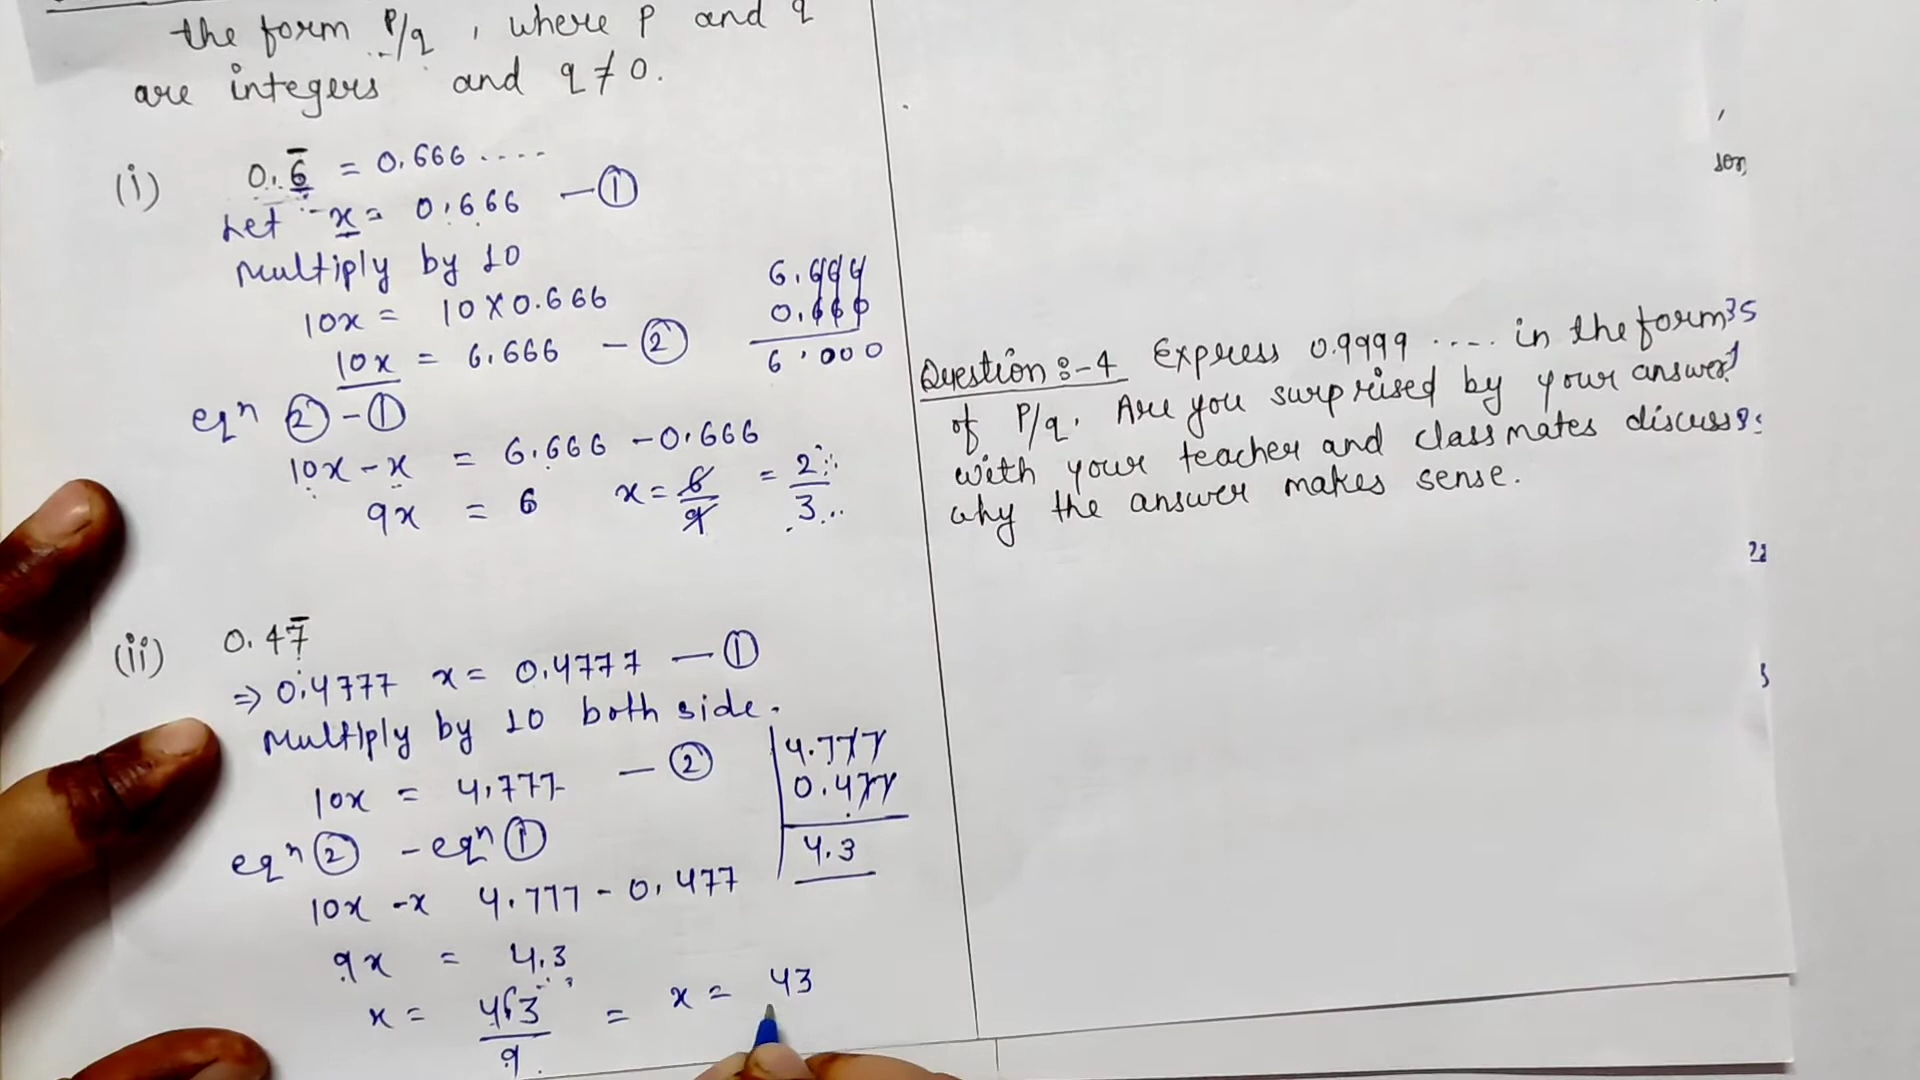 the form P/q , where P and q
are integers and q ≠ 0.
(i) 0.6̅ = 0.666 ....
Let x = 0.666 — ①
Multiply by 10
10x = 10 X 0.666
10x = 6.666 — ②
6.666
0.666
6.000
eqⁿ ② - ①
10x - x = 6.666 - 0.666
9x = 6 x = 6/9 = 2/3
(ii) 0.47̅
⇒ 0.4777 x = 0.4777 — ①
Multiply by 10 both side.
10x = 4.777 — ②
4.777
0.477
4.3
eqⁿ ② - eqⁿ ①
10x - x 4.777 - 0.477
9x = 4.3
x = 4.3/9 = x = 43
Question :- 4 Express 0.9999 .... in the form
of P/q. Are you surprised by your answer?
with your teacher and classmates discuss
why the answer makes sense.